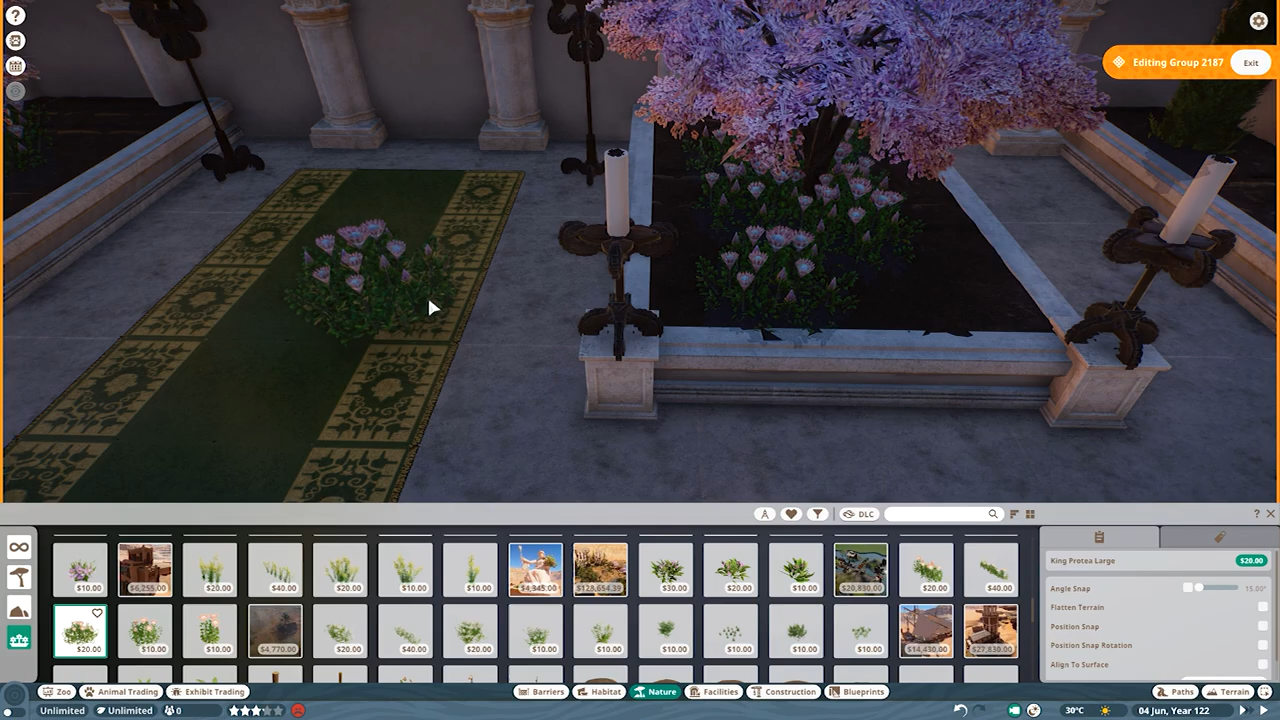 ?
Editing Group 2187
Exit
DLC
?
$10.00
$6,255.00
$20.00
$40.00
$20.00
$10.00
$10.00
$4,345.00
$128,654.39
$30.00
$20.00
$10.00
$20,830.00
$20.00
$40.00
King Protea Large
$20.00
Angle Snap
15.00°
Flatten Terrain
Position Snap
Position Snap Rotation
Align To Surface
$20.00
$10.00
$10.00
$4,770.00
$20.00
$40.00
$20.00
$10.00
$10.00
$10.00
$10.00
$10.00
$10.00
$14,430.00
$27,830.00
Zoo
Animal Trading
Exhibit Trading
Barriers
Habitat
Nature
Facilities
Construction
Blueprints
Paths
Terrain
Unlimited
Unlimited
0
30°C
04 Jun, Year 122